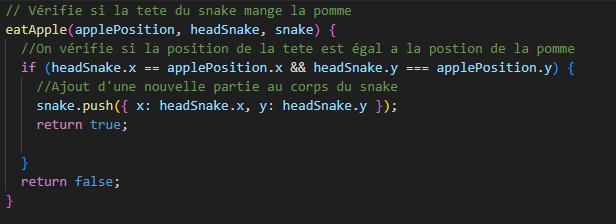 // Vérifie si la tete du snake mange la pomme
eatApple(applePosition, headSnake, snake) {
//On vérifie si la position de la tete est égal a la postion de la pomme
if (headSnake.x == applePosition.x && headSnake.y === applePosition.y) {
//Ajout d'une nouvelle partie au corps du snake
snake.push({ x: headSnake.x, y: headSnake.y });
return true;
}
return false;
}